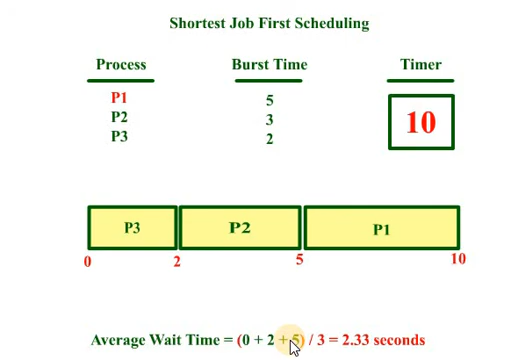 Shortest Job First Scheduling
Process Burst Time Timer
P1 5
P2 3
P3 2
10
P3 P2 P1
0 2 5 10
Average Wait Time = (0 + 2 + 5) / 3 = 2.33 seconds